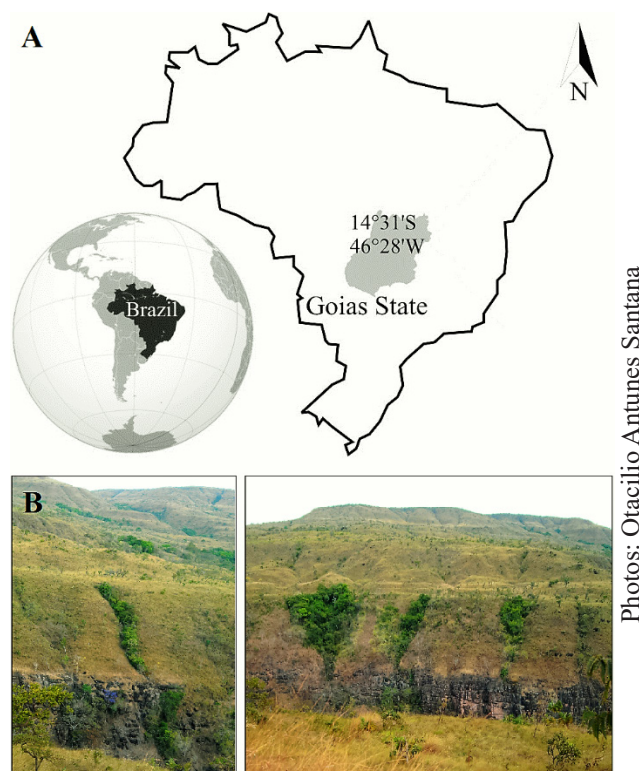 A
N
14°31'S
46°28'W
Goias State
Brazil
B
Photos: Otacilio Antunes Santana